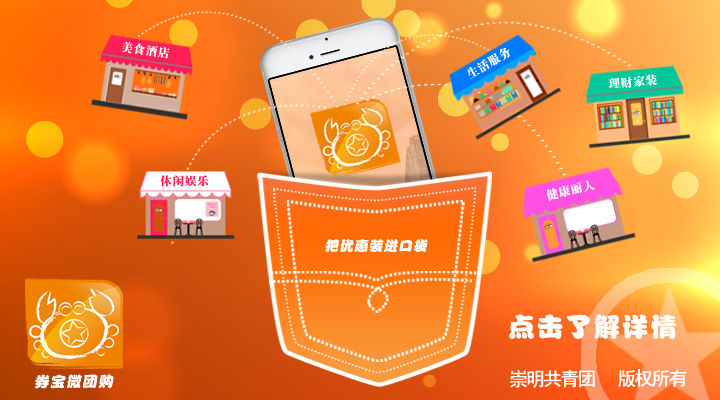 美食酒店
生活服务
理财家装
休闲娱乐
健康丽人
把优惠装进口袋
点击了解详情
券宝微团购
崇明共青团 版权所有